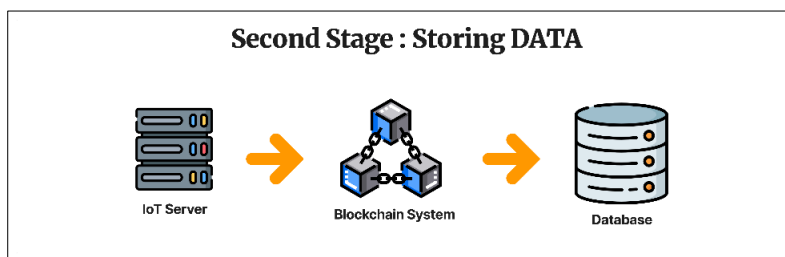 Second Stage : Storing DATA
IoT Server
Blockchain System
Database